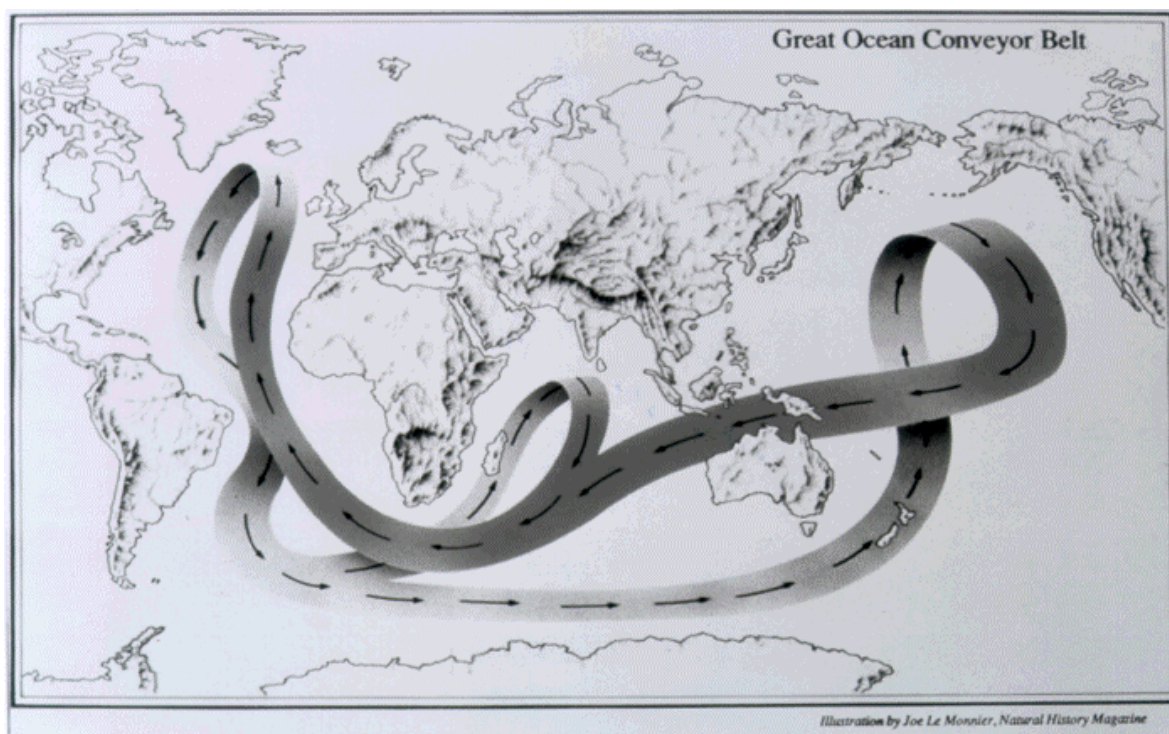 Great Ocean Conveyor Belt
Illustration by Joe Le Monnier, Natural History Magazine